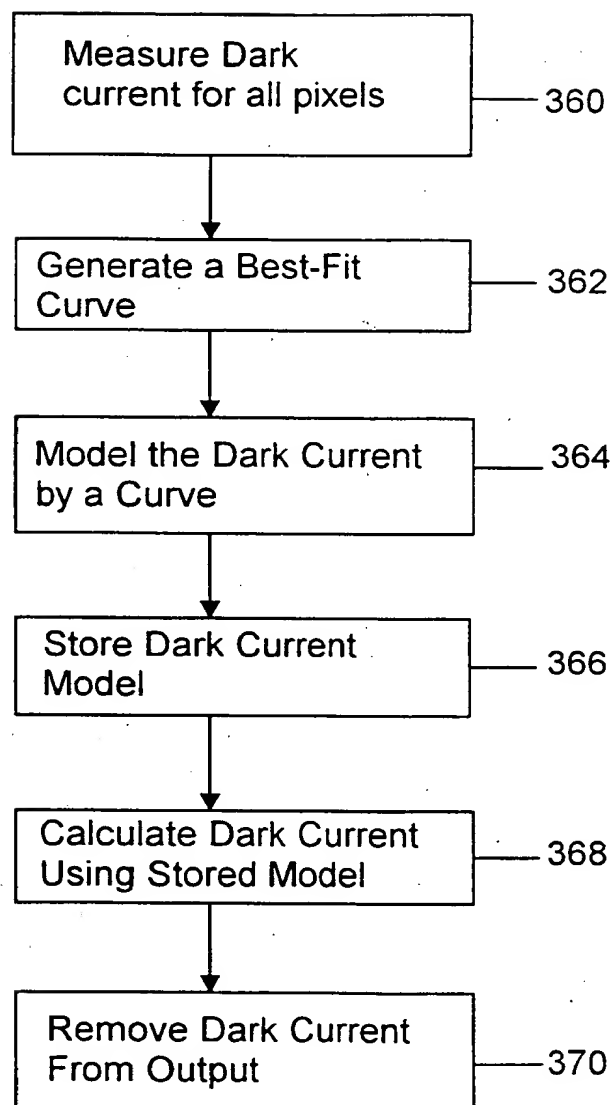 Measure Dark
current for all pixels
360
Generate a Best-Fit
Curve
362
Model the Dark Current
by a Curve
364
Store Dark Current
Model
366
Calculate Dark Current
Using Stored Model
368
Remove Dark Current
From Output
370